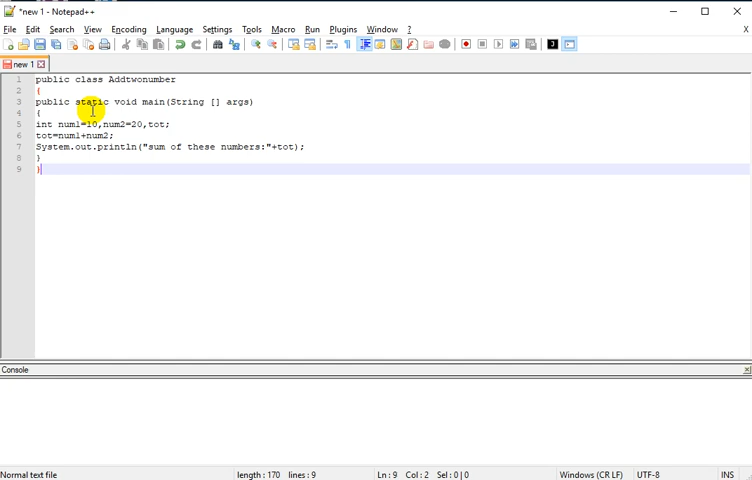 *new 1 - Notepad++
File Edit Search View Encoding Language Settings Tools Macro Run Plugins Window ? X
new 1
1 public class Addtwonumber
2 {
3 public static void main(String [] args)
4 {
5 int num1=10,num2=20,tot;
6 tot=num1+num2;
7 System.out.println("sum of these numbers:"+tot);
8 }
9 }
Console
Normal text file length : 170 lines : 9 Ln : 9 Col : 2 Sel : 0 | 0 Windows (CR LF) UTF-8 INS